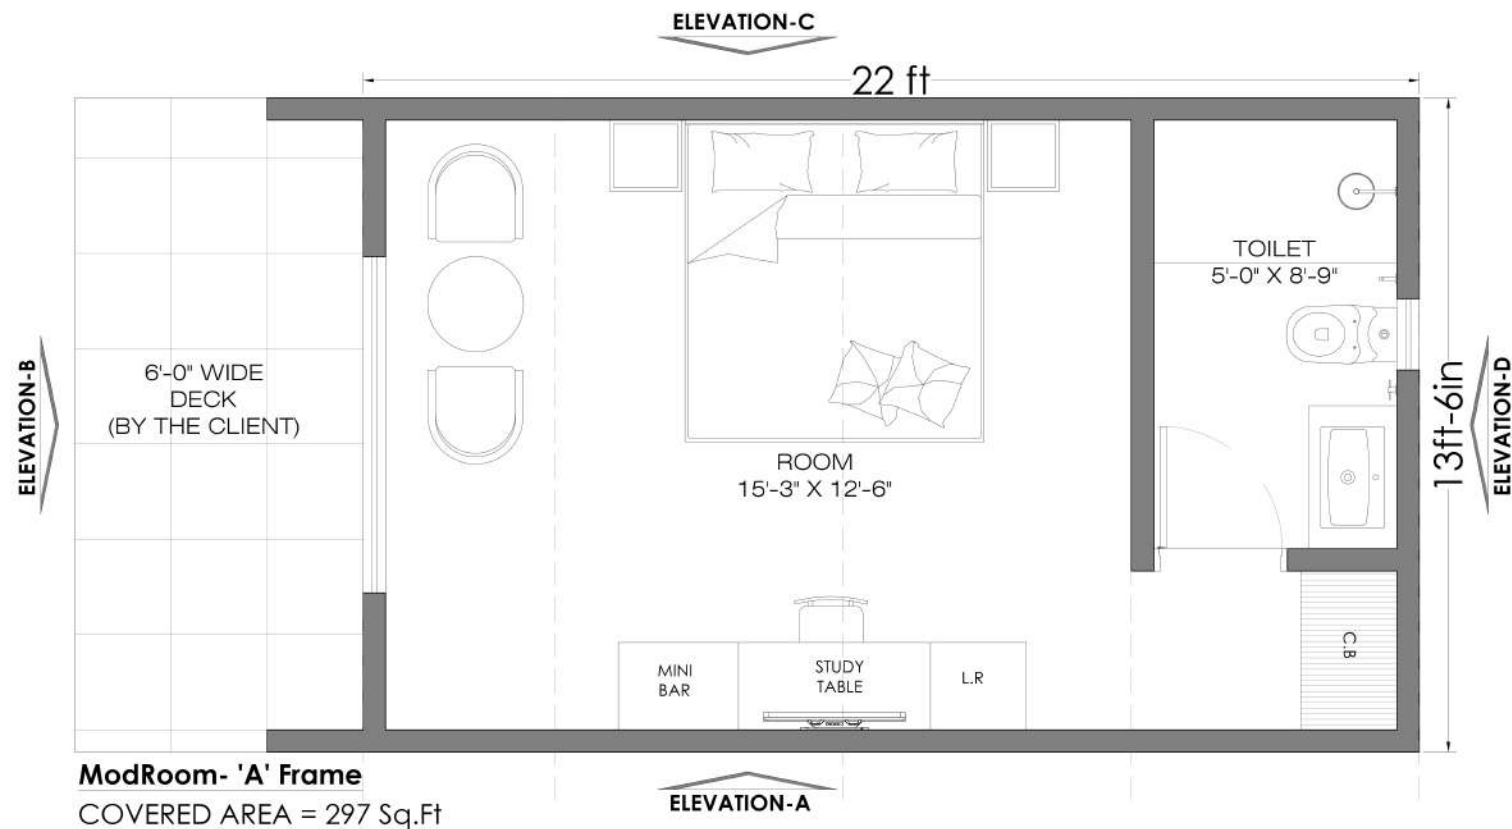 ELEVATION-C
22 ft
TOILET
5'-0" X 8'-9"
ELEVATION-B
6'-0" WIDE
DECK
(BY THE CLIENT)
13ft-6in
ELEVATION-D
ROOM
15'-3" X 12'-6"
MINI
BAR
STUDY
TABLE
L.R
C.B
ModRoom- 'A' Frame
COVERED AREA = 297 Sq.Ft
ELEVATION-A